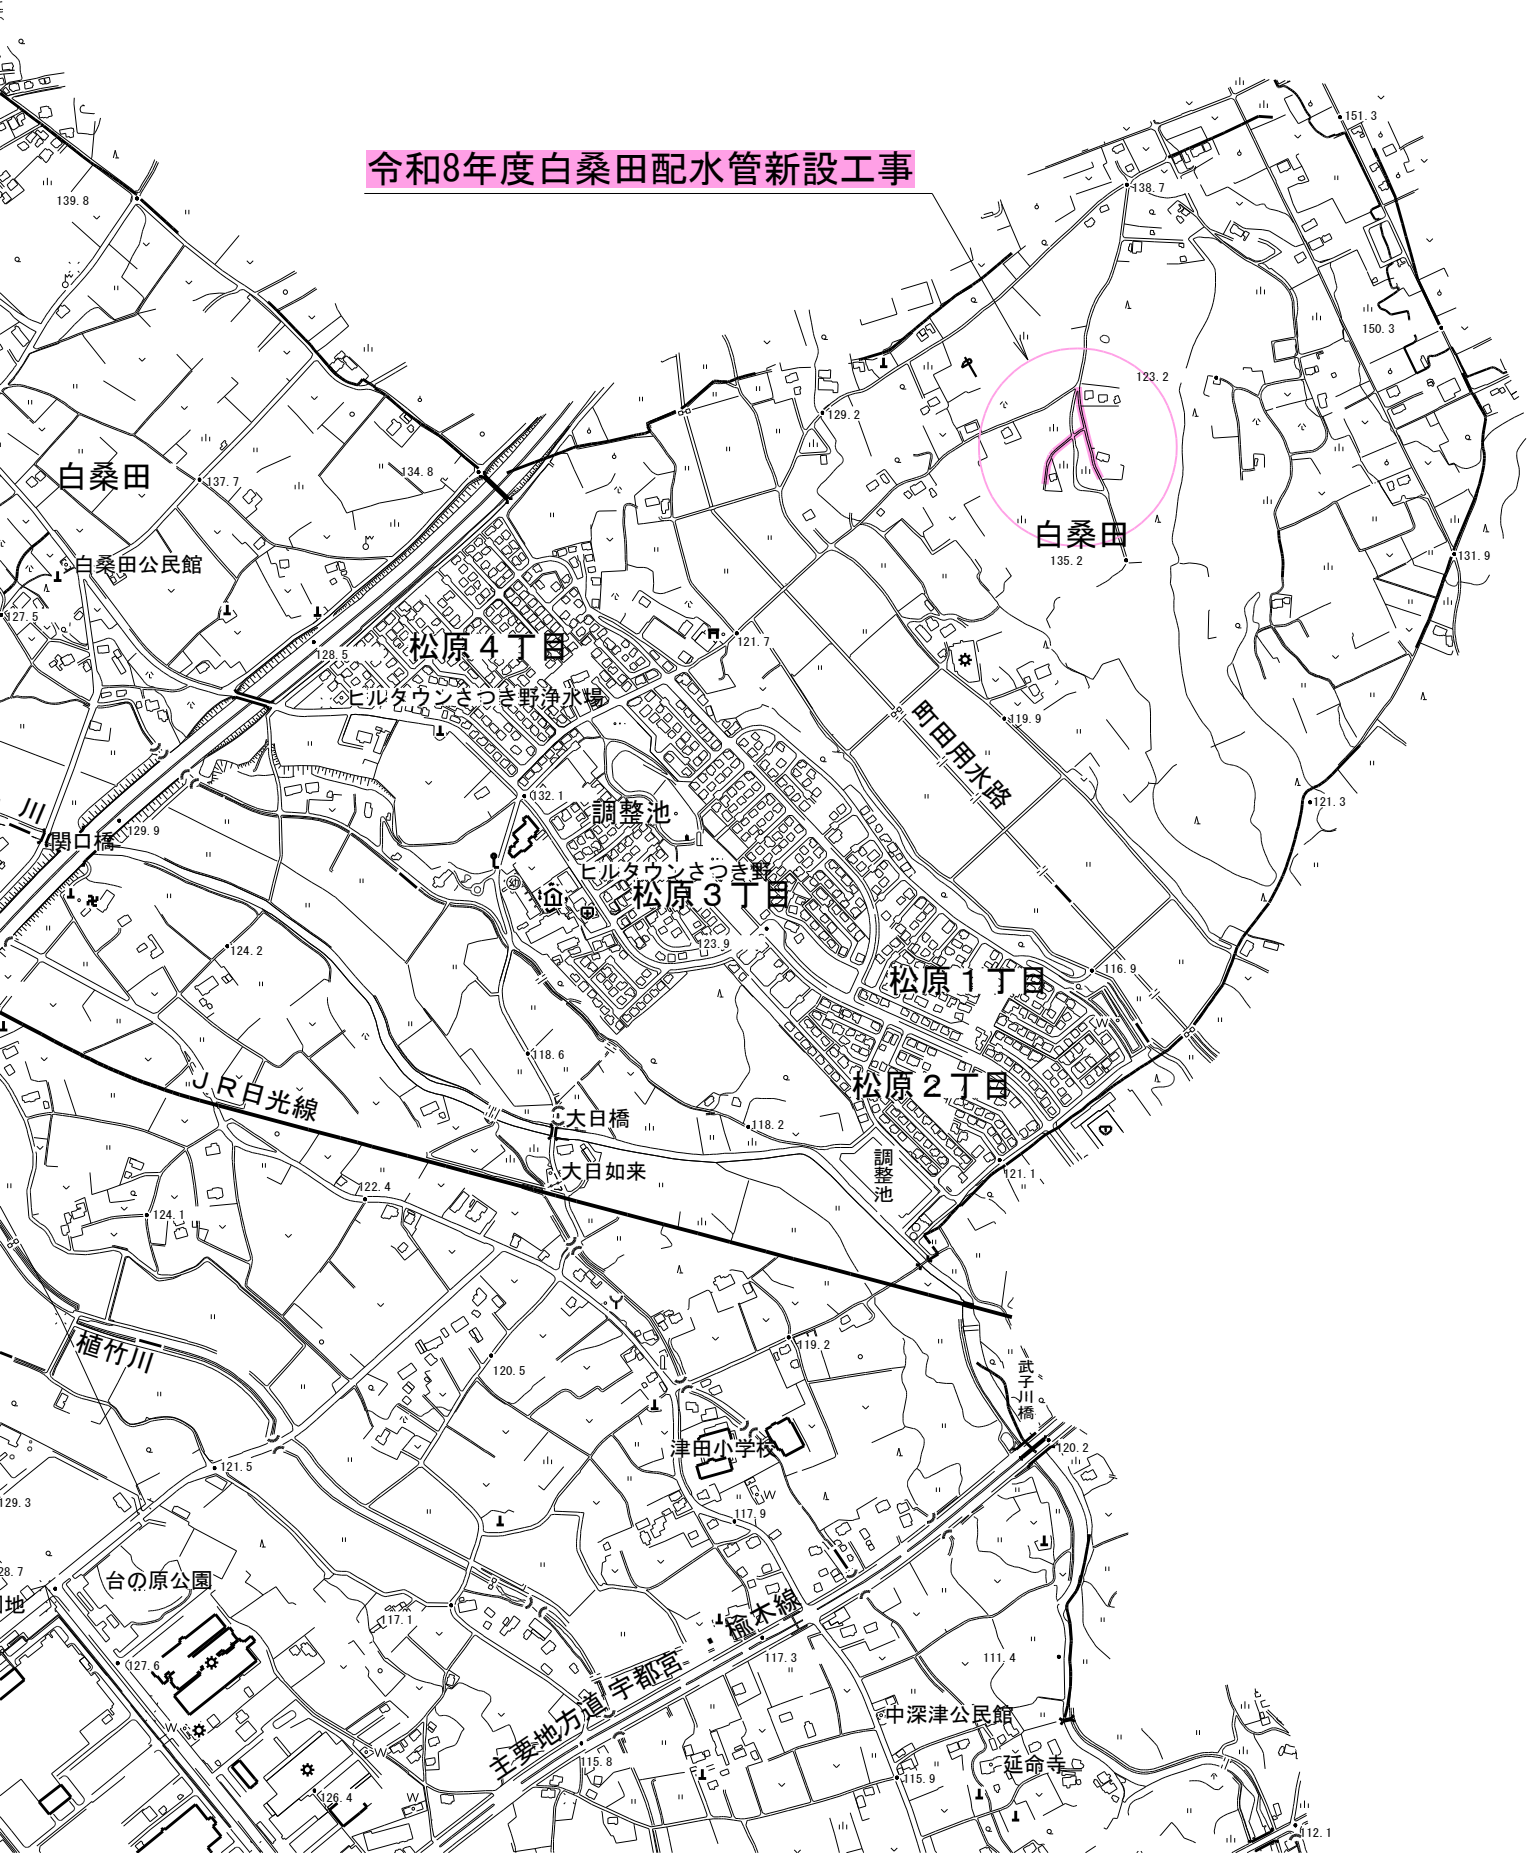 151.3
令和8年度白桑田配水管新設工事
138.7
139.8
150.3
123.2
129.2
134.8
白桑田
137.7
白桑田
131.9
135.2
白桑田公民館
127.5
121.7
松原4丁目
128.5
ヒルタウンさつき野浄水場
町田用水路
119.9
132.1
121.3
川
調整池
129.9
関口橋
ヒルタウンさつき野
松原3丁目
124.2
123.9
116.9
松原1丁目
W
118.6
JR日光線
松原2丁目
大日橋
118.2
調整池
大日如来
121.1
122.4
124.1
119.2
植竹川
120.5
武子川橋
津田小学校
120.2
121.5
W
129.3
117.9
28.7
台の原公園
地
117.1
楡木線
117.3
111.4
127.6
主要地方道 宇都宮
中深津公民館
W
W
115.8
延命寺
115.9
126.4
W
112.1